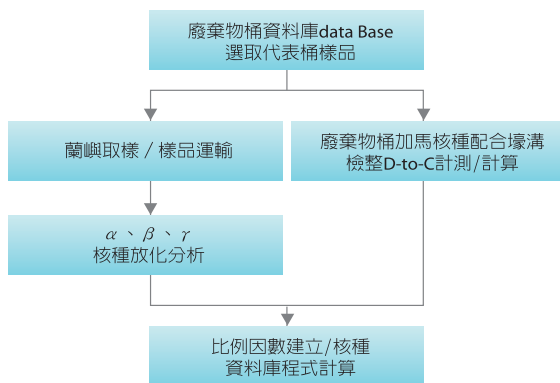 廢棄物桶資料庫data Base
選取代表桶樣品
蘭嶼取樣 / 樣品運輸
廢棄物桶加馬核種配合壕溝
檢整D-to-C計測/計算
α 、 β 、 γ
核種放化分析
比例因數建立/核種
資料庫程式計算